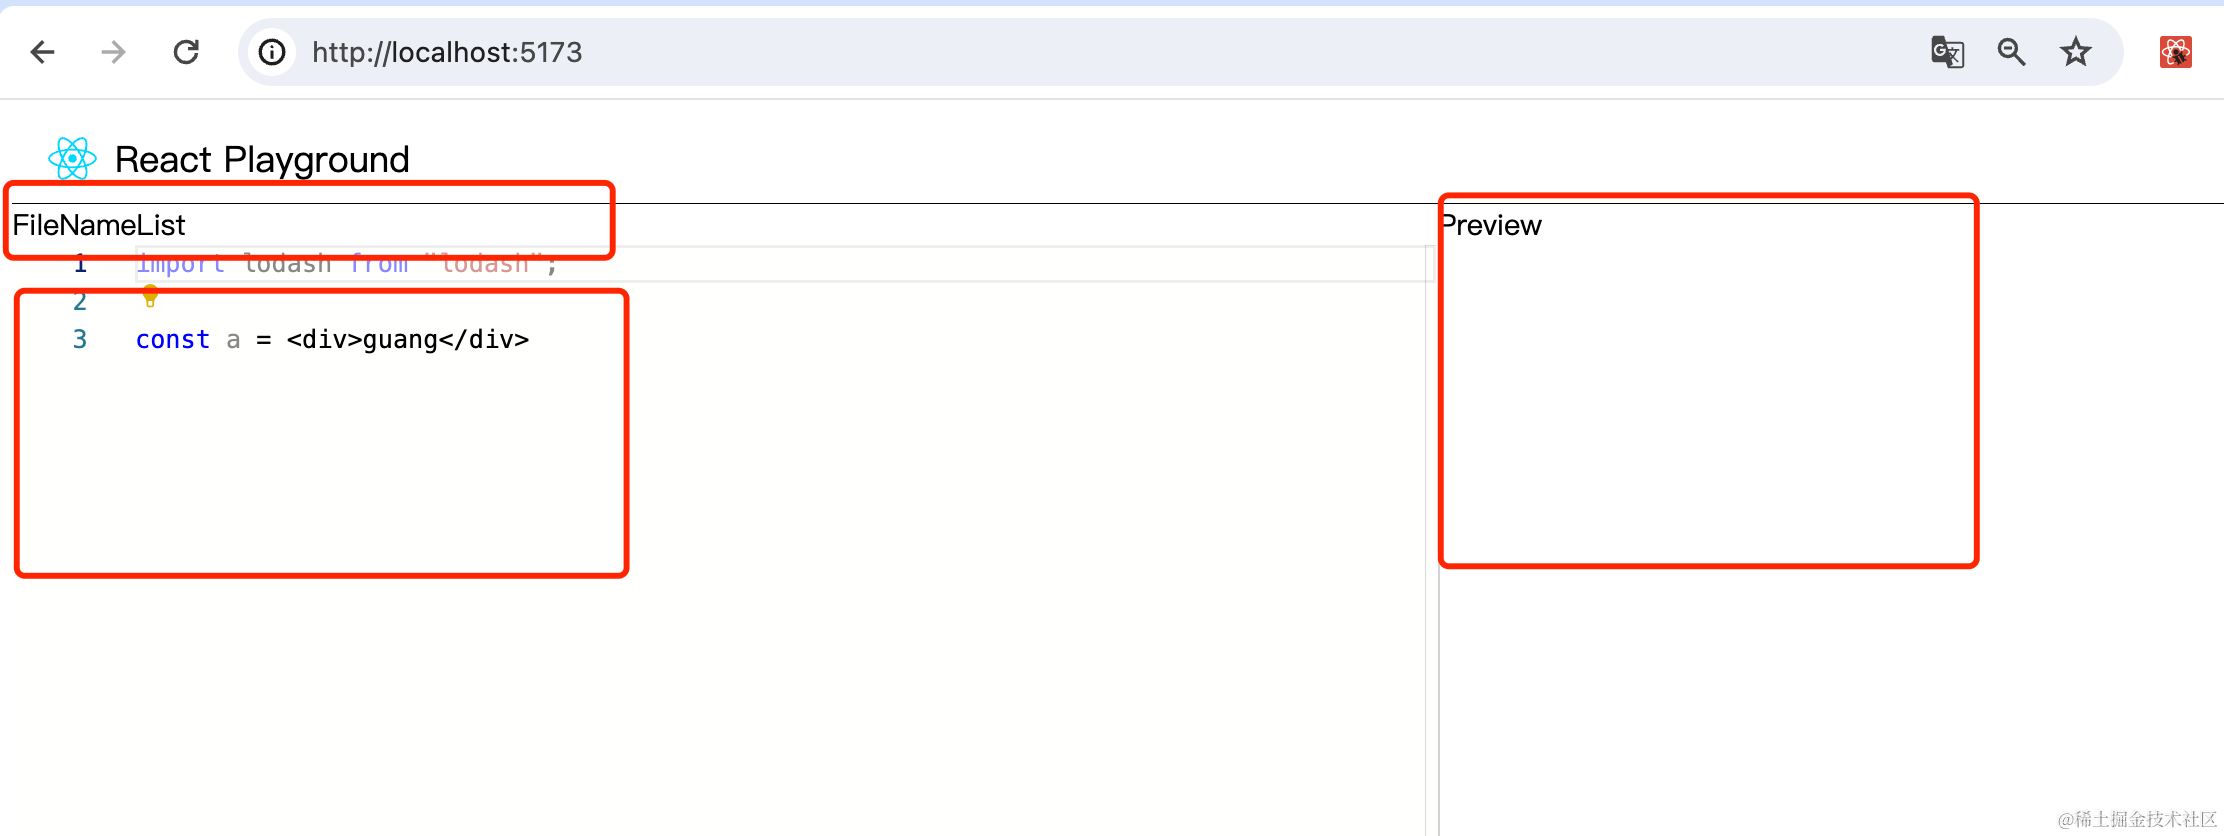 http://localhost:5173
React Playground
FileNameList
Preview
1 import lodash from "lodash";
2
3 const a = <div>guang</div>
@稀土掘金技术社区